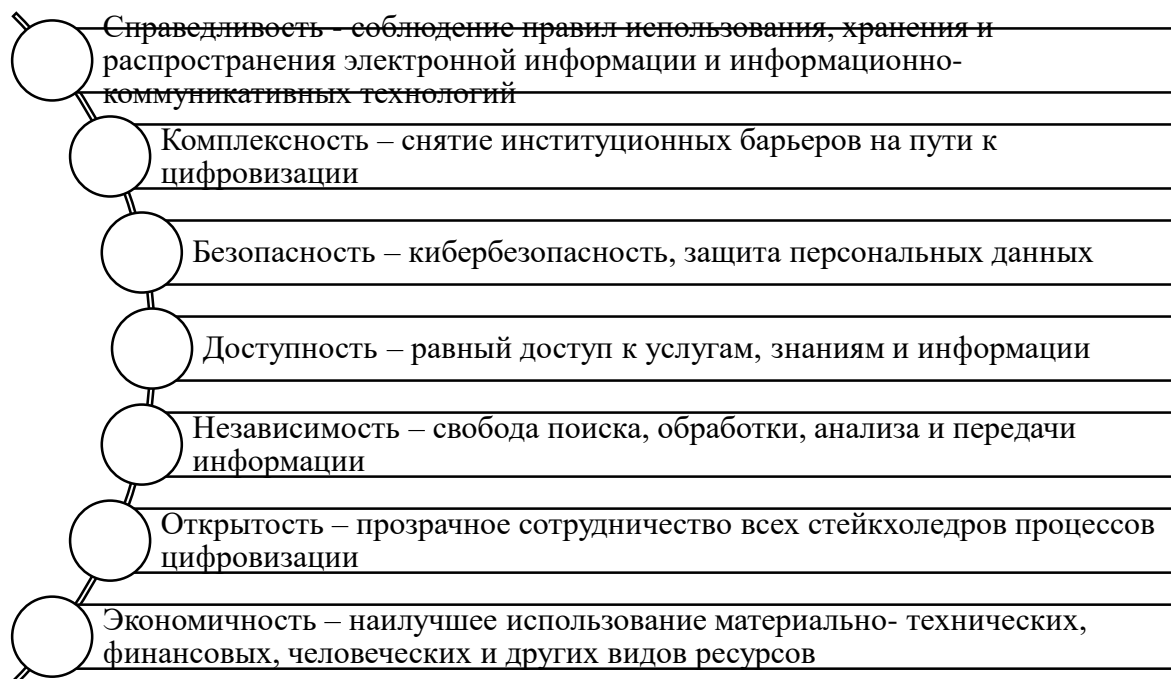 Справедливость - соблюдение правил использования, хранения и
распространения электронной информации и информационно-
коммуникативных технологий
Комплексность – снятие институционных барьеров на пути к
цифровизации
Безопасность – кибербезопасность, защита персональных данных
Доступность – равный доступ к услугам, знаниям и информации
Независимость – свобода поиска, обработки, анализа и передачи
информации
Открытость – прозрачное сотрудничество всех стейкхоледров процессов
цифровизации
Экономичность – наилучшее использование материально- технических,
финансовых, человеческих и других видов ресурсов